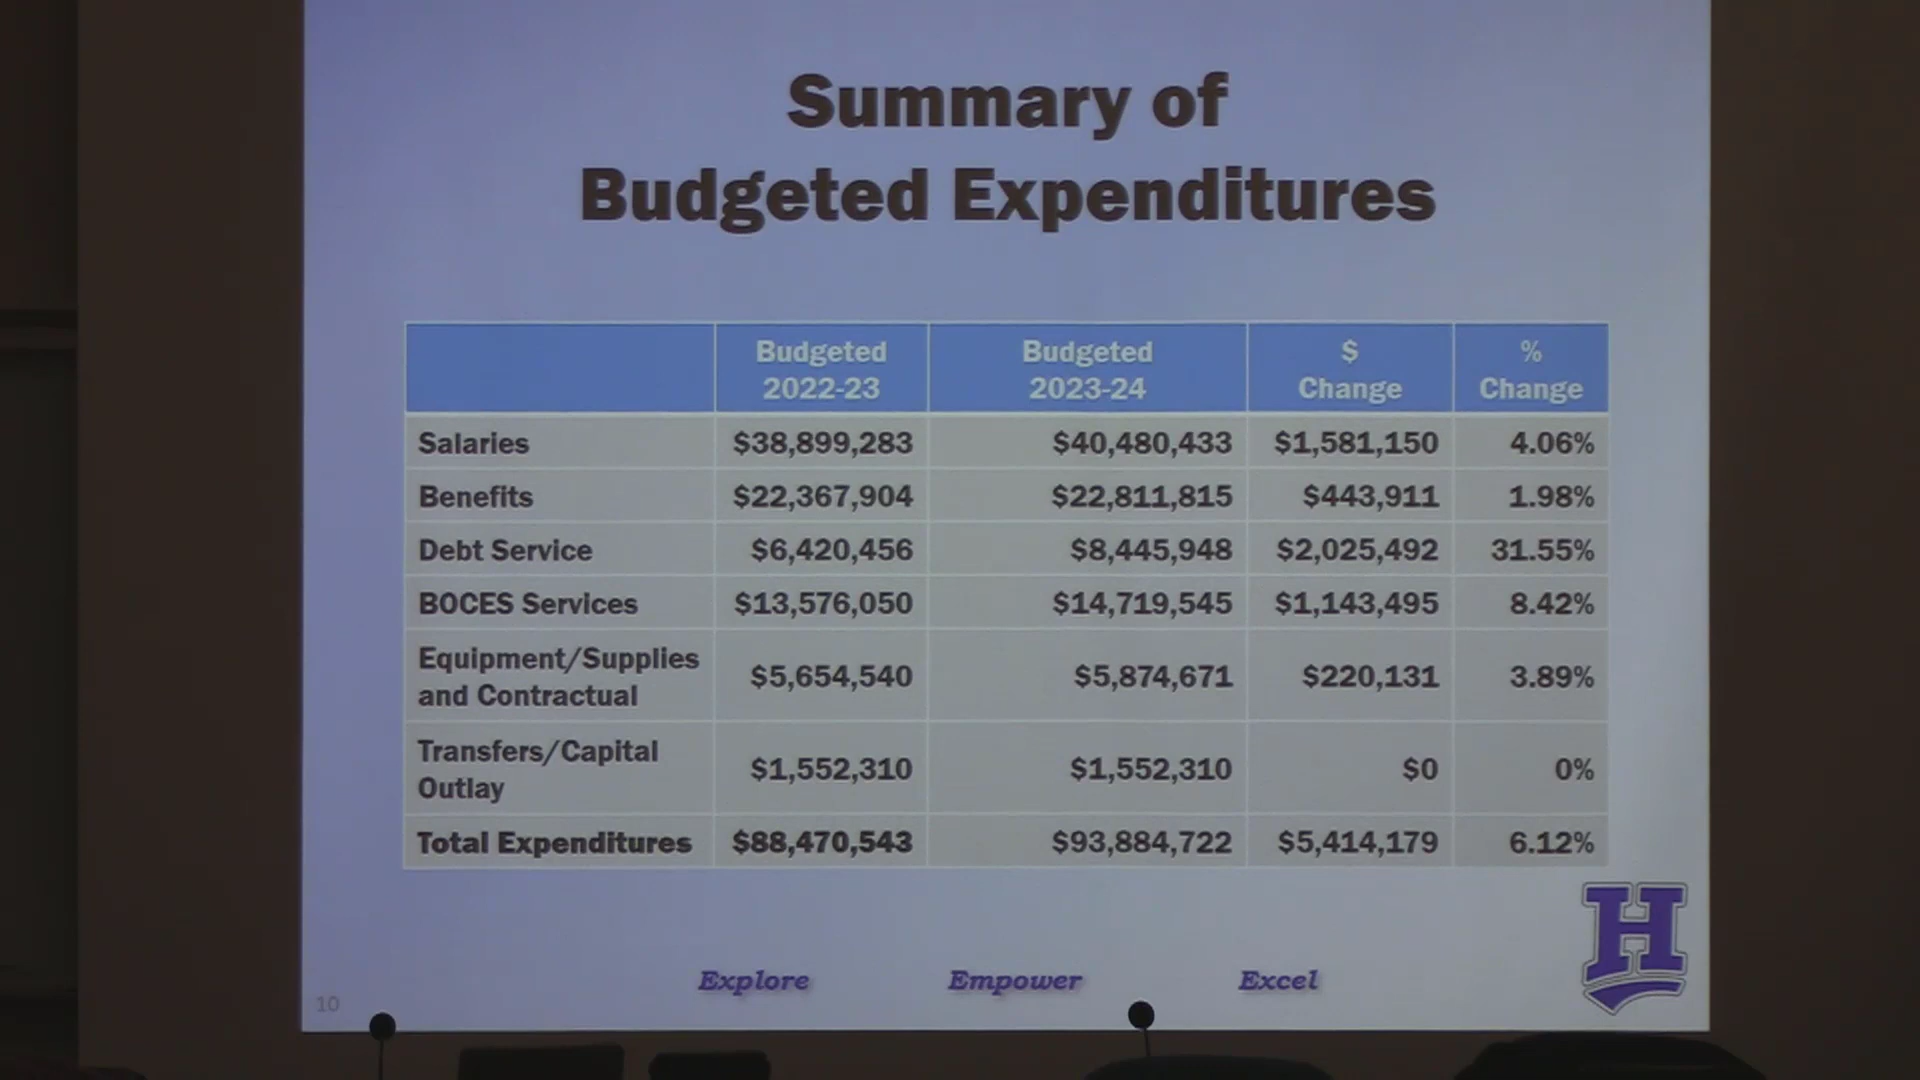 Summary of
Budgeted Expenditures
Budgeted 2022-23 Budgeted 2023-24 $ Change % Change
Salaries $38,899,283 $40,480,433 $1,581,150 4.06%
Benefits $22,367,904 $22,811,815 $443,911 1.98%
Debt Service $6,420,456 $8,445,948 $2,025,492 31.55%
BOCES Services $13,576,050 $14,719,545 $1,143,495 8.42%
Equipment/Supplies and Contractual $5,654,540 $5,874,671 $220,131 3.89%
Transfers/Capital Outlay $1,552,310 $1,552,310 $0 0%
Total Expenditures $88,470,543 $93,884,722 $5,414,179 6.12%
H
Explore Empower Excel
10